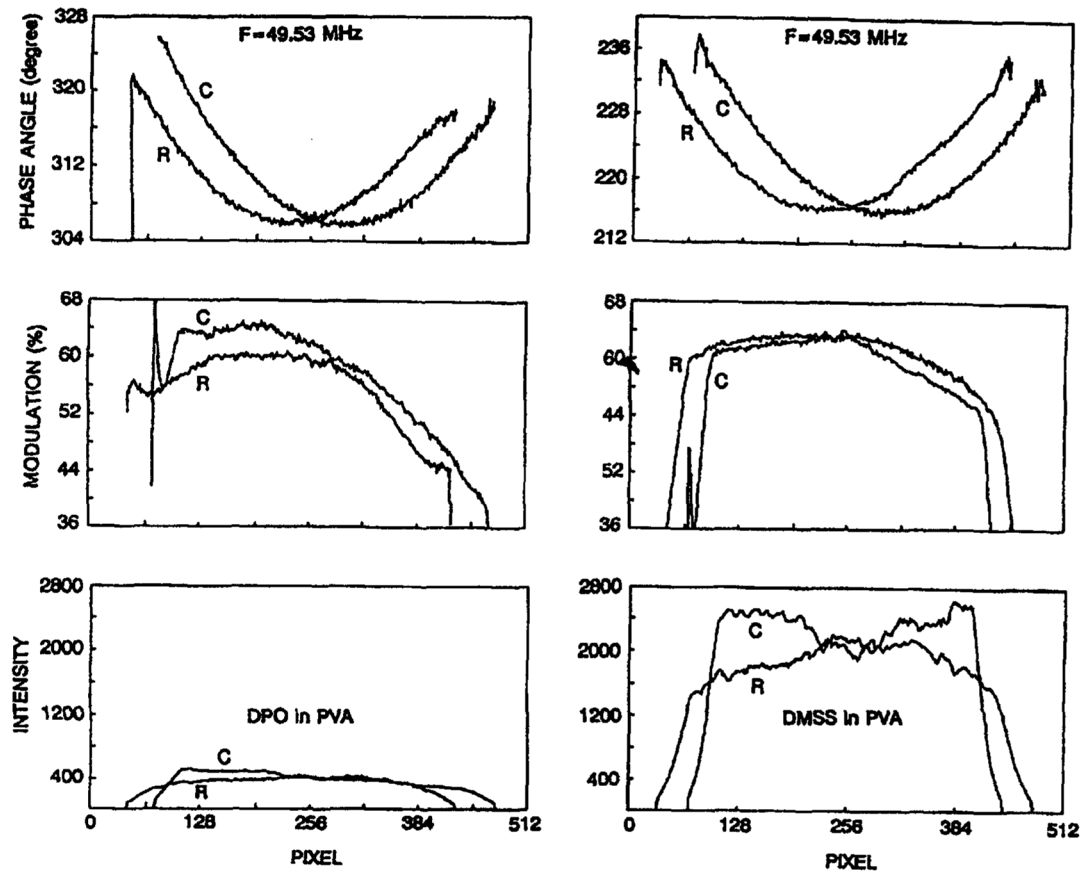 PHASE ANGLE (degree)
328
320
312
304
F=49.53 MHz
C
R
236
228
220
212
F=49.53 MHz
C
R
MODULATION (%)
68
60
52
44
36
C
R
68
60
44
52
36
R
C
INTENSITY
2800
2000
1200
400
DPO in PVA
C
R
0
128
256
384
512
PIXEL
2800
2000
1200
400
C
R
DMSS in PVA
0
128
256
384
512
PIXEL